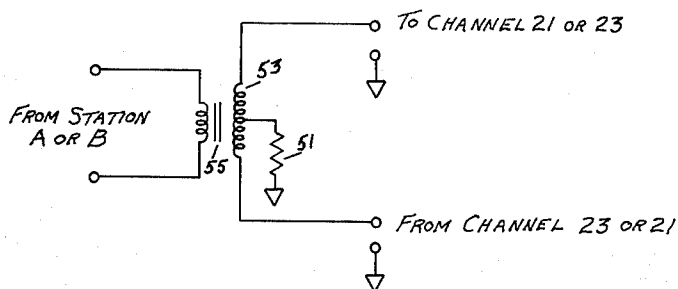 TO CHANNEL 21 OR 23
53
FROM STATION
A OR B
51
55
FROM CHANNEL 23 OR 21